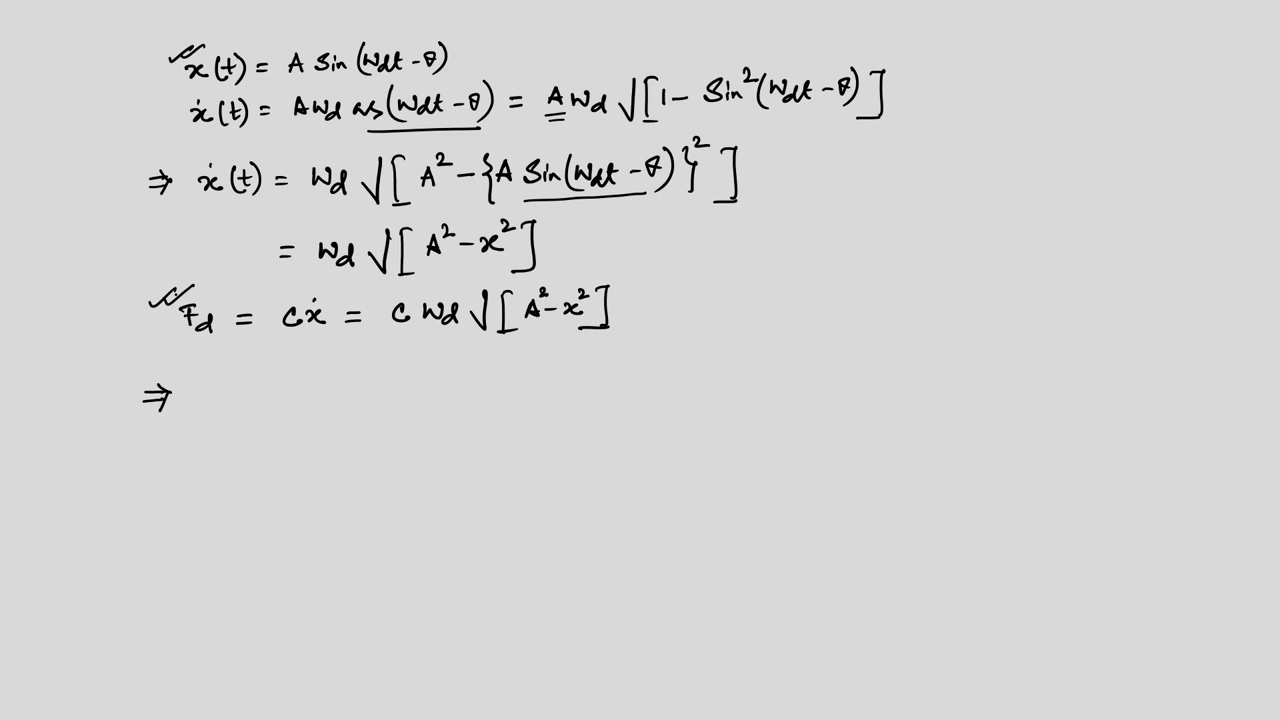 x(t) = A Sin (ωdt - θ)
ẋ(t) = Aωd cos(ωdt - θ) = A ωd √[1 - Sin²(ωdt - θ)]
⇒ ẋ(t) = ωd √[A² - {A Sin(ωdt - θ)}²]
= ωd √[A² - x²]
Fd = cẋ = c ωd √[A² - x²]
⇒